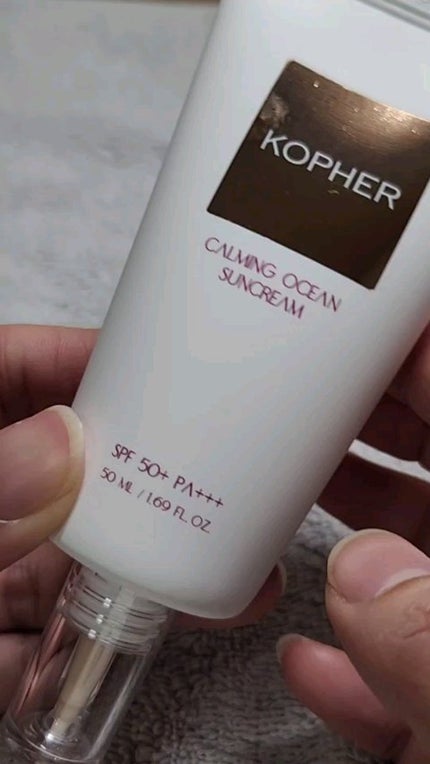 KOPHER
CALMING OCEAN
SUNCREAM
SPF 50+ PA+++
50 ML / 1.69 FL. OZ.